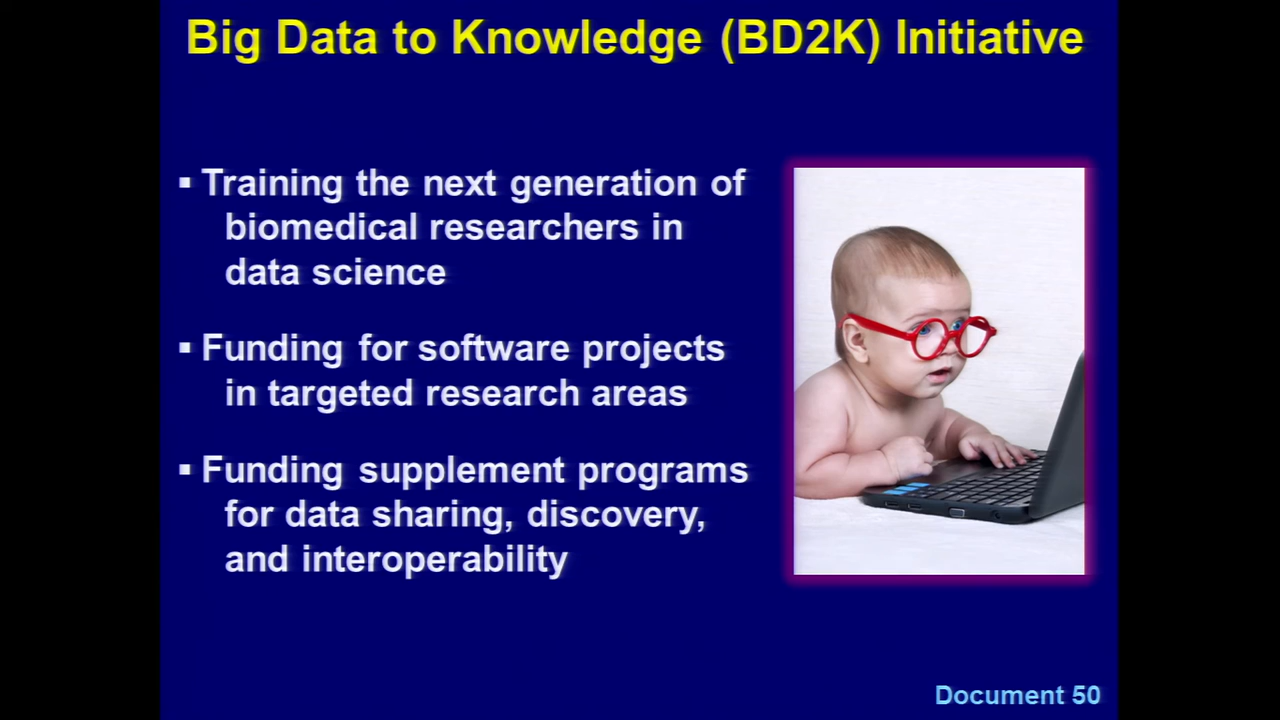 Big Data to Knowledge (BD2K) Initiative
▪ Training the next generation of
biomedical researchers in
data science
▪ Funding for software projects
in targeted research areas
▪ Funding supplement programs
for data sharing, discovery,
and interoperability
Document 50